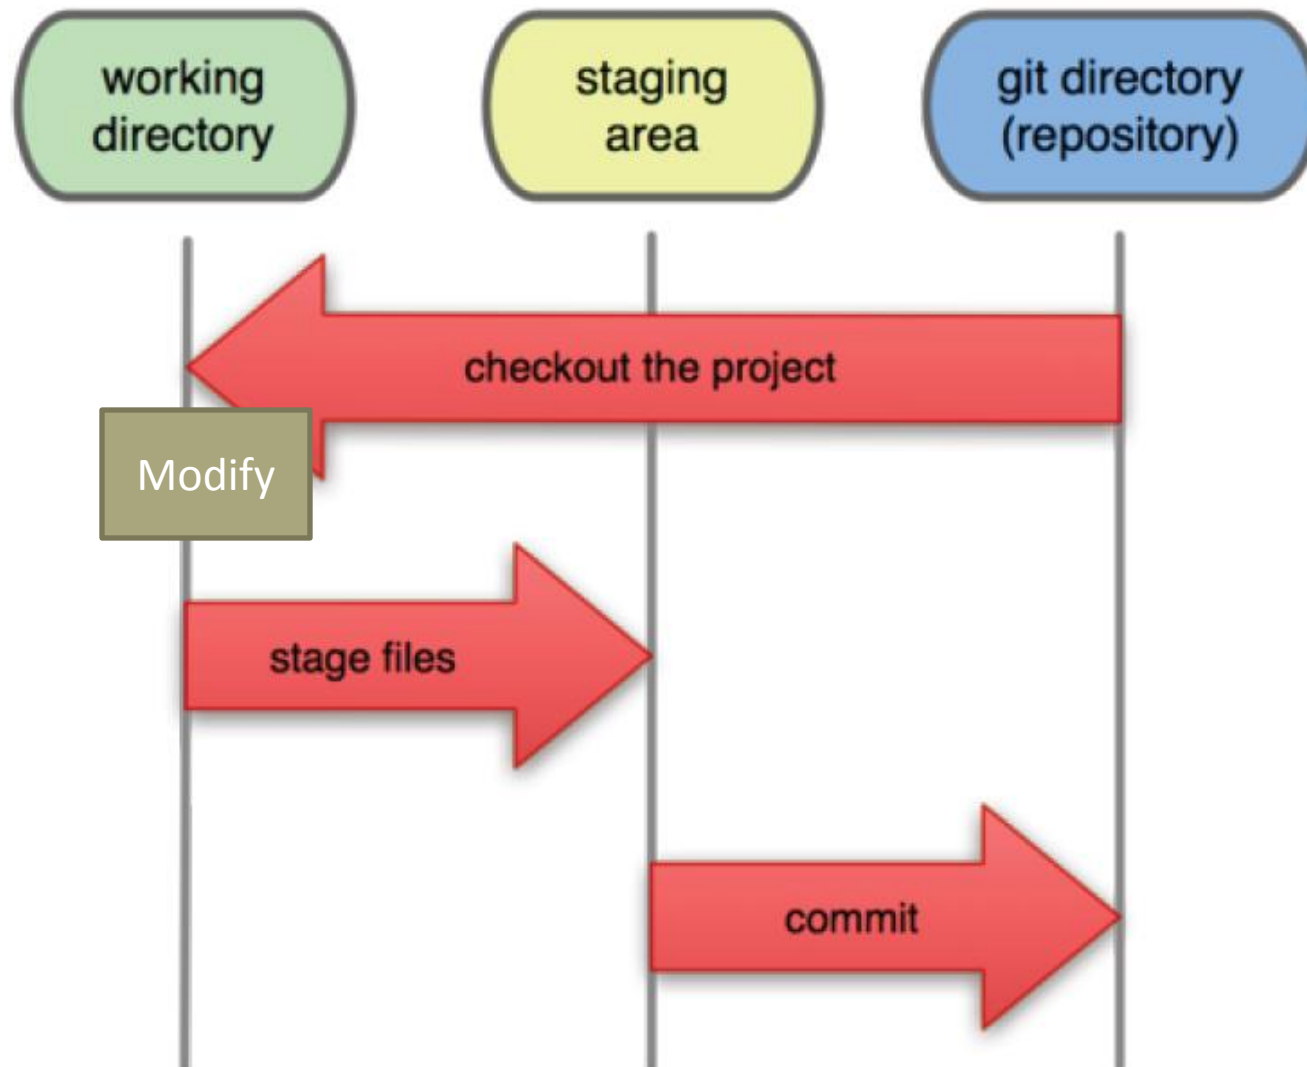 working
directory
staging
area
git directory
(repository)
checkout the project
Modify
stage files
commit